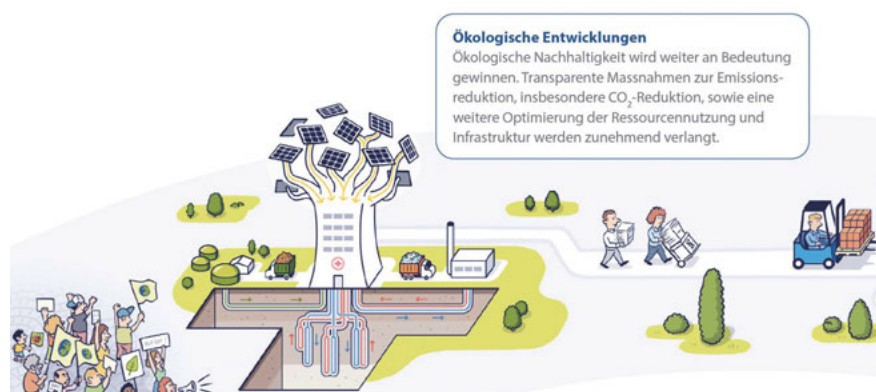 Ökologische Entwicklungen
Ökologische Nachhaltigkeit wird weiter an Bedeutung
gewinnen. Transparente Massnahmen zur Emissions-
reduktion, insbesondere CO₂-Reduktion, sowie eine
weitere Optimierung der Ressourcennutzung und
Infrastruktur werden zunehmend verlangt.